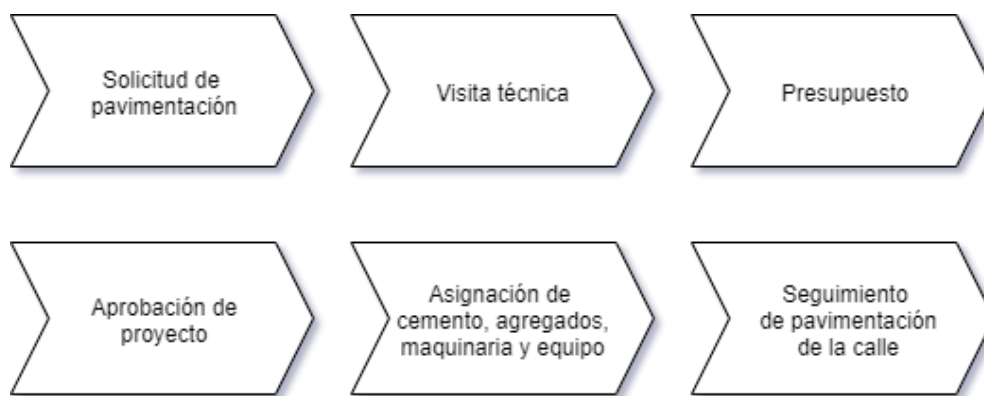 Solicitud de
pavimentación
Visita técnica
Presupuesto
Aprobación de
proyecto
Asignación de
cemento, agregados,
maquinaria y equipo
Seguimiento
de pavimentación
de la calle